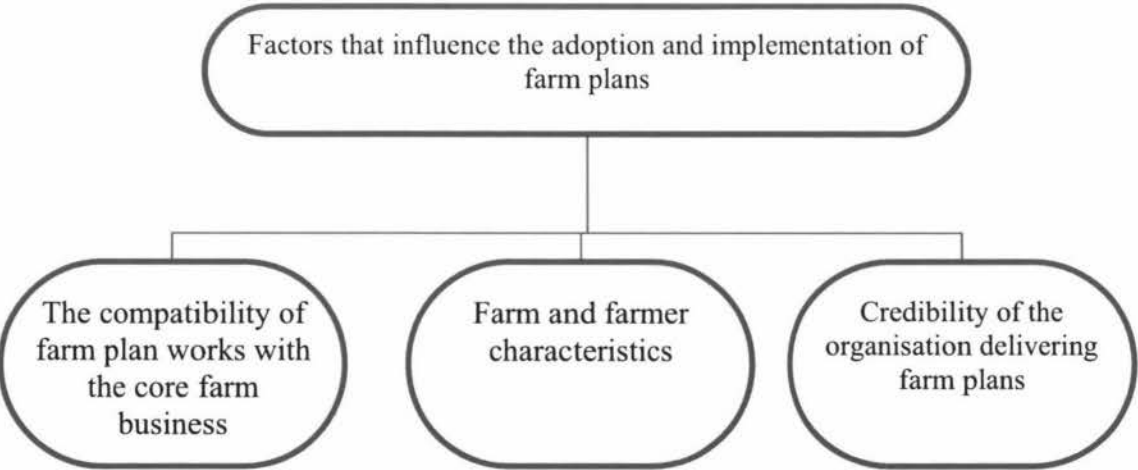 Factors that influence the adoption and implementation of
farm plans
The compatibility of
farm plan works with
the core farm
business
Farm and farmer
characteristics
Credibility of the
organisation delivering
farm plans